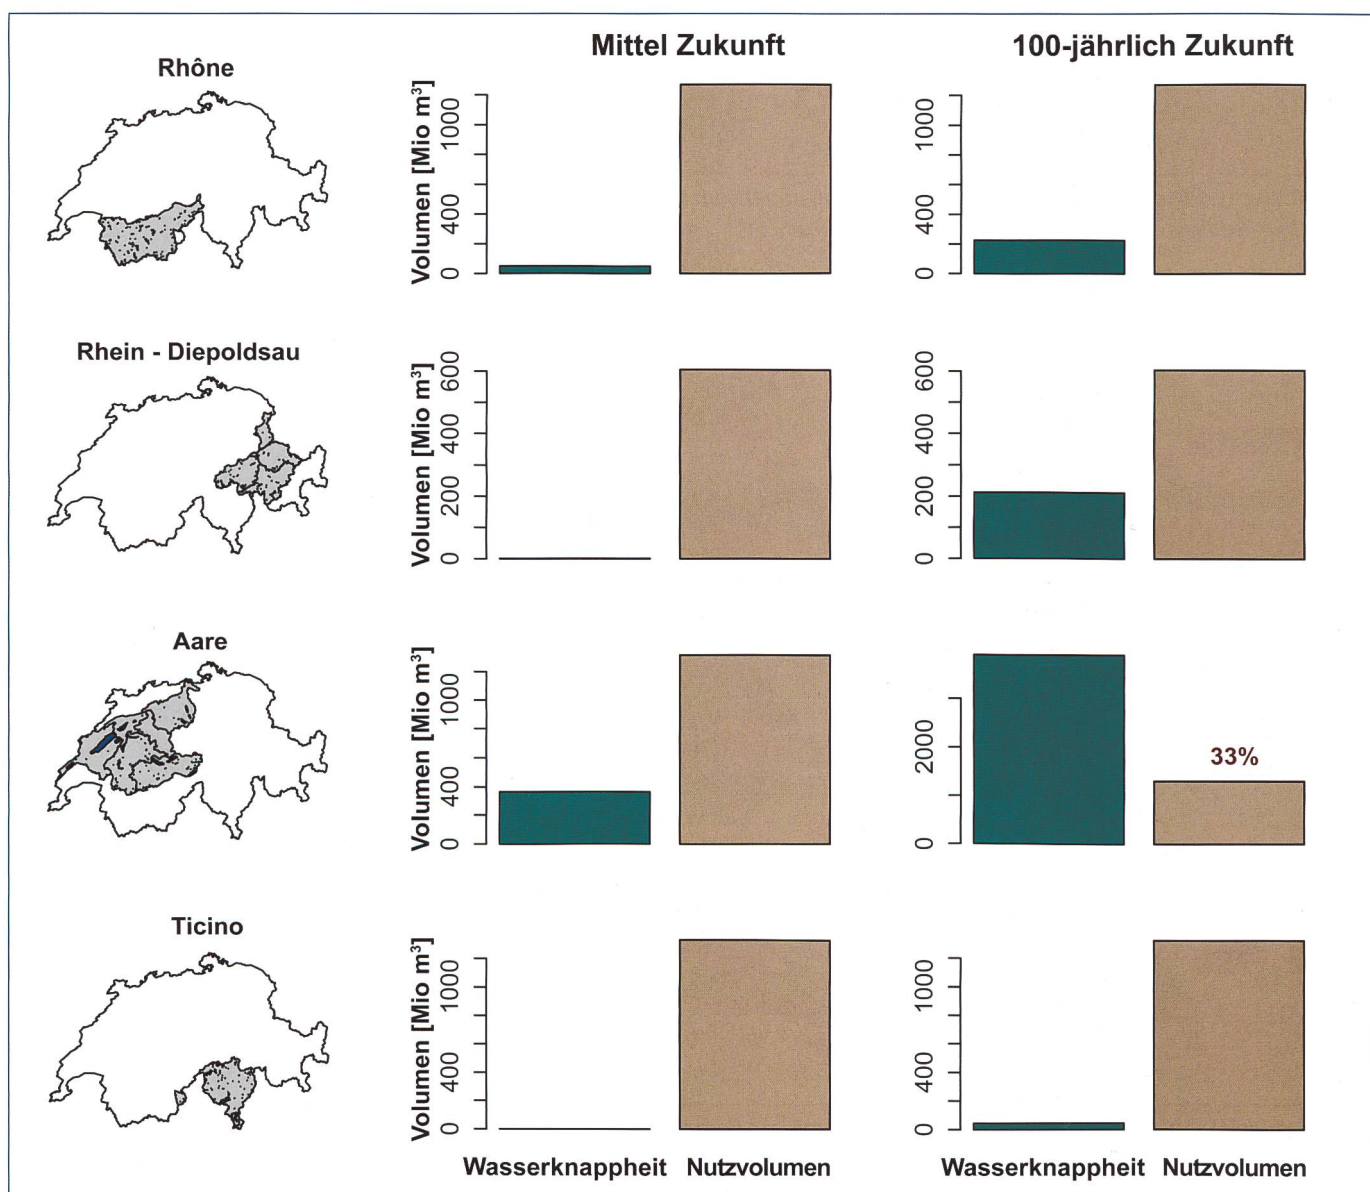 Mittel Zukunft
100-jährlich Zukunft
Rhône
Volumen [Mio m³]
0
400
1000
0
400
1000
Rhein - Diepoldsau
Volumen [Mio m³]
0
200
400
600
0
200
400
600
Aare
Volumen [Mio m³]
0
400
1000
0
2000
33%
Ticino
Volumen [Mio m³]
0
400
1000
0
400
1000
Wasserknappheit
Nutzvolumen
Wasserknappheit
Nutzvolumen